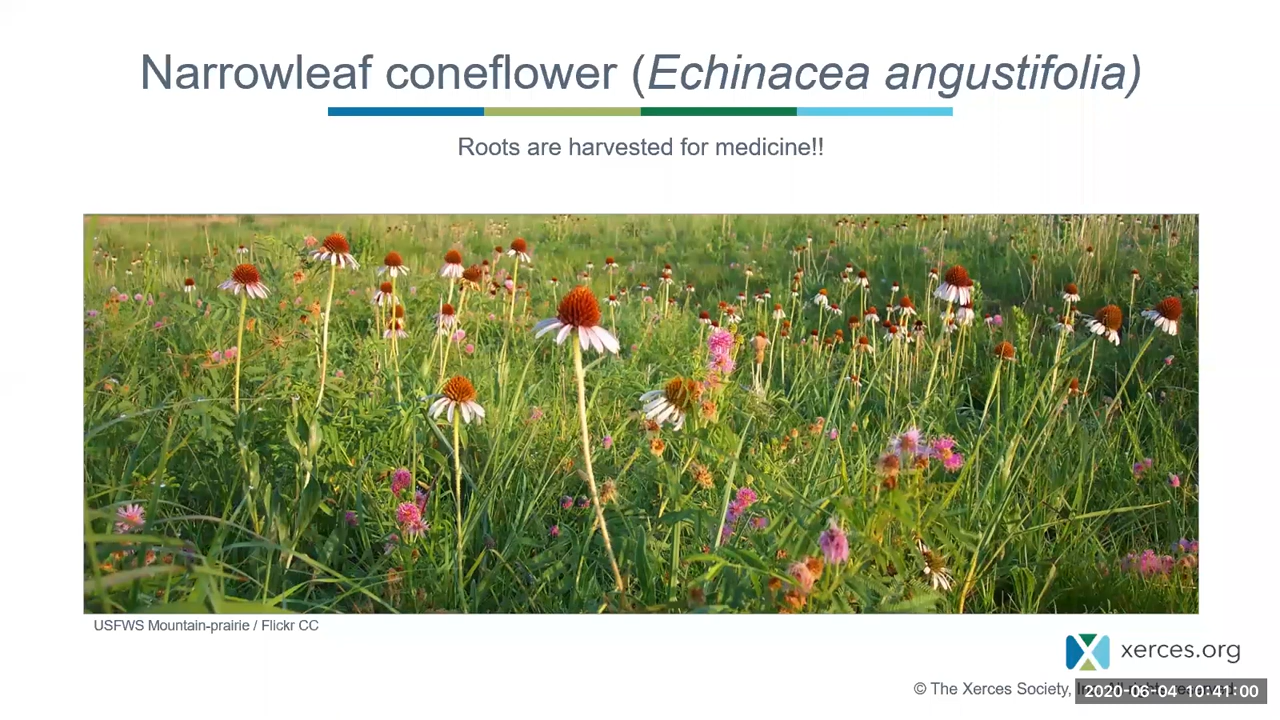 Narrowleaf coneflower (Echinacea angustifolia)
Roots are harvested for medicine!!
USFWS Mountain-prairie / Flickr CC
xerces.org
© The Xerces Society,
2020-06-04 10:41:00